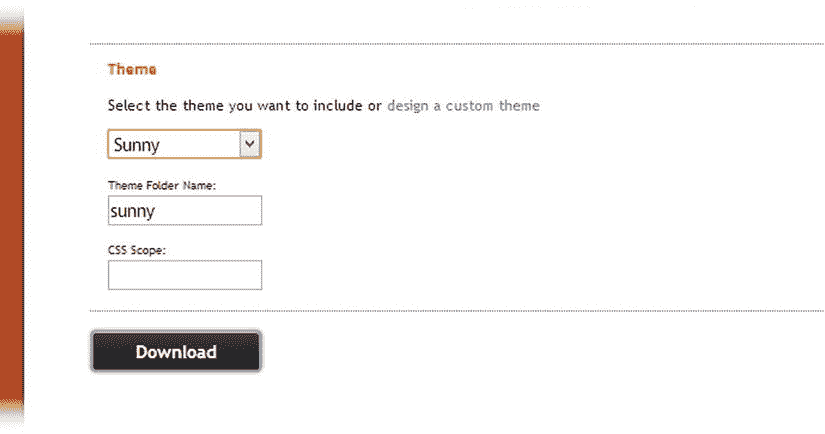 Theme
Select the theme you want to include or design a custom theme
Sunny
Theme Folder Name:
sunny
CSS Scope:
Download